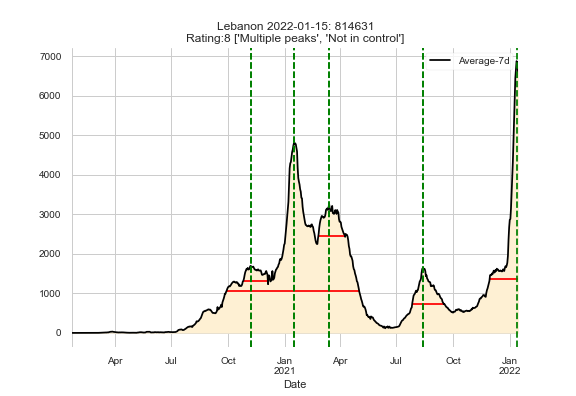 Lebanon 2022-01-15: 814631
Rating:8 ['Multiple peaks', 'Not in control']
Average-7d
7000
6000
5000
4000
3000
2000
1000
0
Apr
Jul
Oct
Jan
2021
Apr
Jul
Oct
Jan
2022
Date